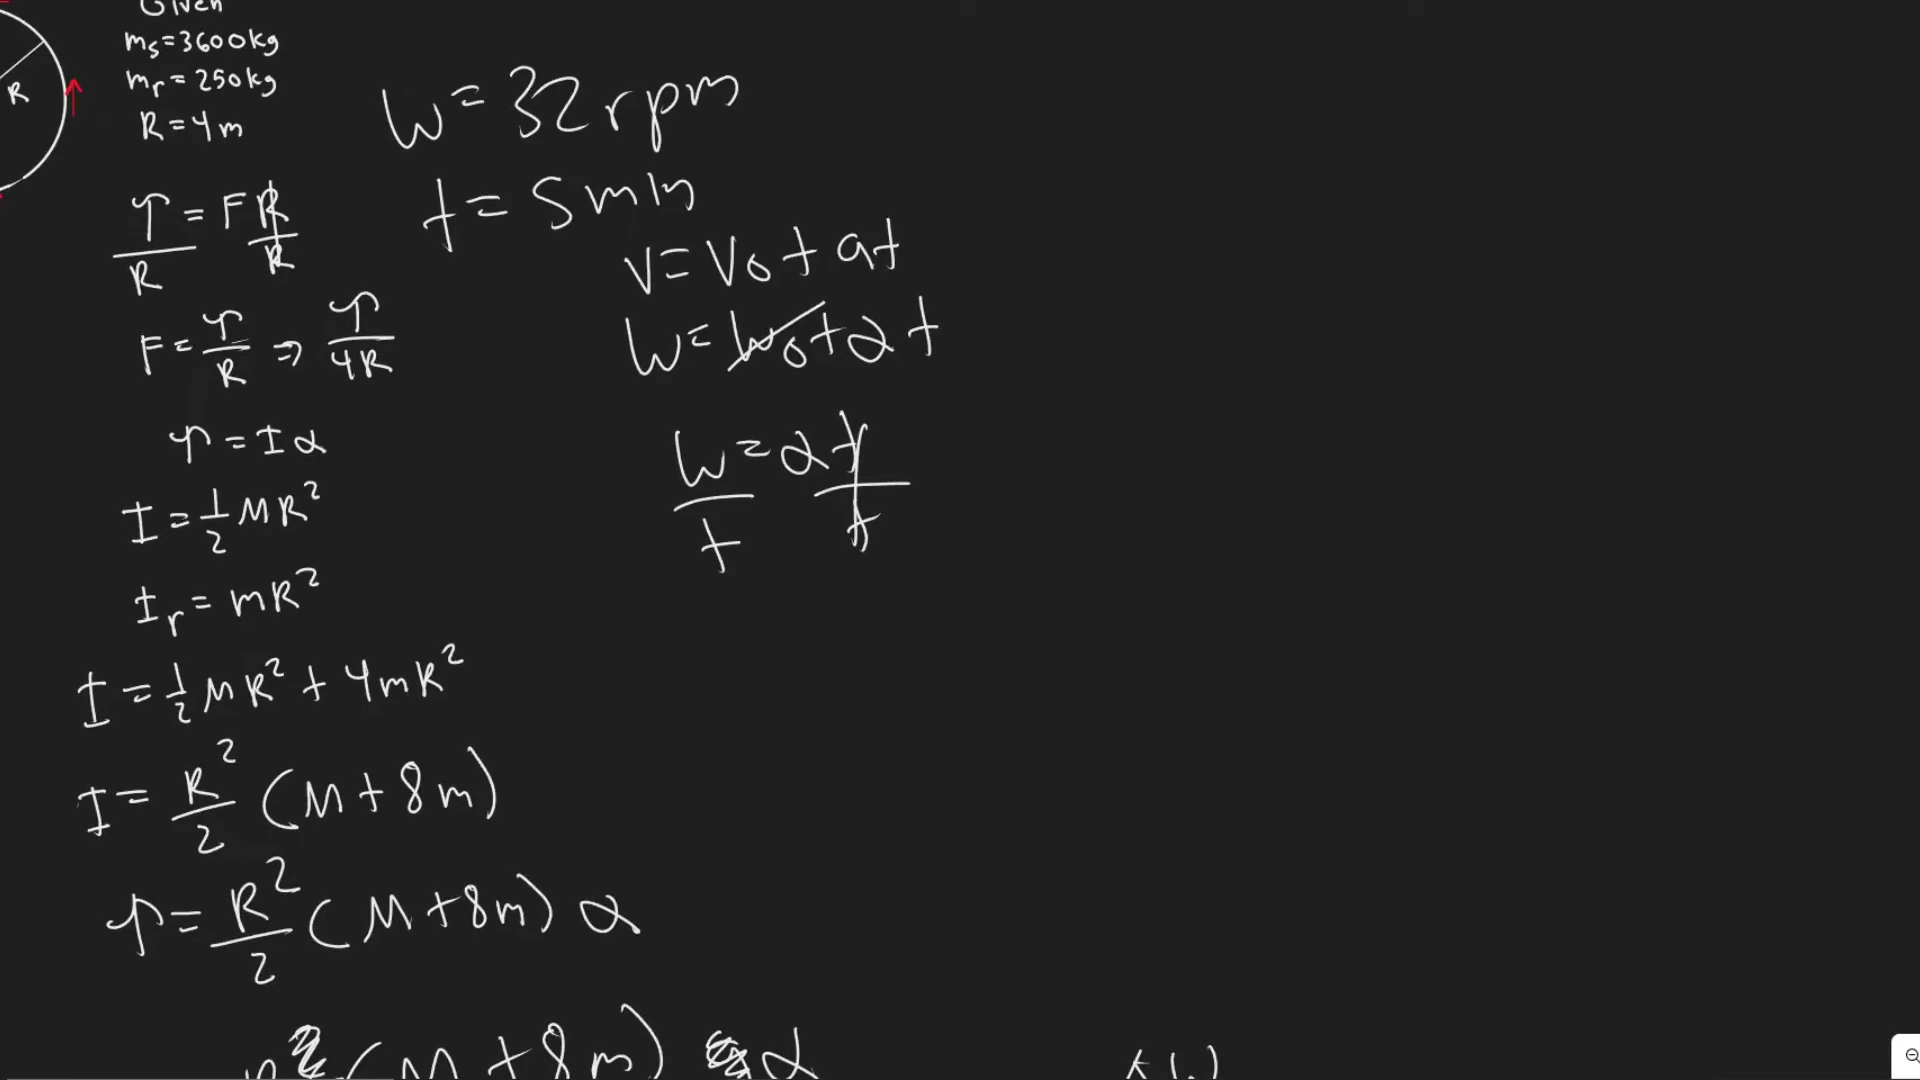 Given
ms=3600kg
R
mr=250kg
R=4m
W=32rpm
t=5min
τ/R = FR/R
V=V0+at
F=τ/R => τ/4R
W=W0+αt
τ=Iα
W/t=αt/t
I=1/2MR²
Ir=mR²
I=1/2MR²+4mR²
I=R²/2(M+8m)
τ=R²/2(M+8m)α
(M+8m)α